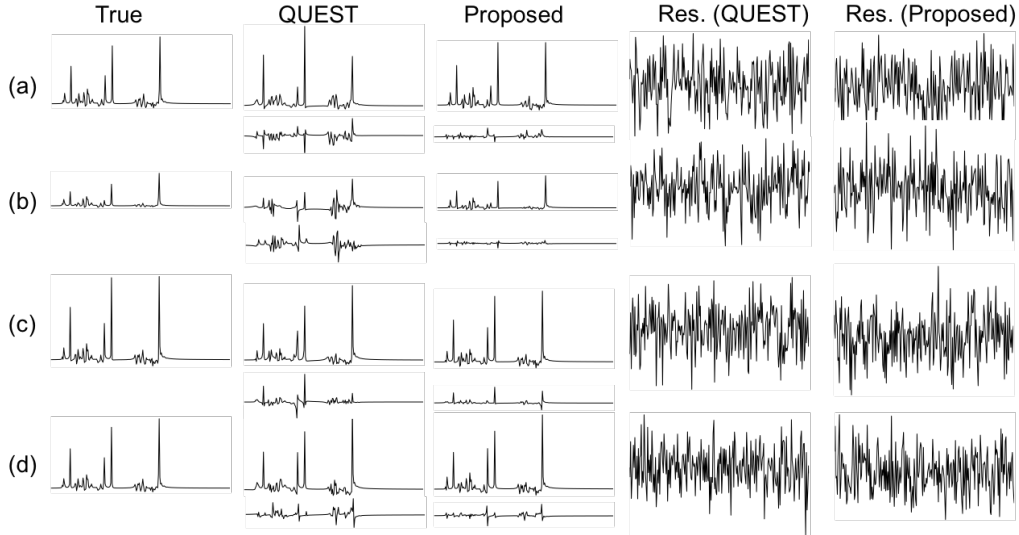 True QUEST Proposed Res. (QUEST) Res. (Proposed)
(a)
(b)
(c)
(d)